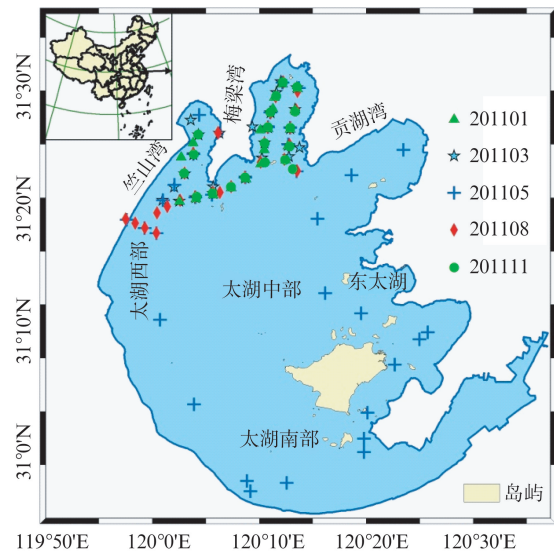 31°30′N
31°20′N
31°10′N
31°0′N
梅梁湾
贡湖湾
竺山湾
201101
201103
201105
201108
201111
太湖西部
太湖中部
东太湖
太湖南部
岛屿
119°50′E
120°0′E
120°10′E
120°20′E
120°30′E